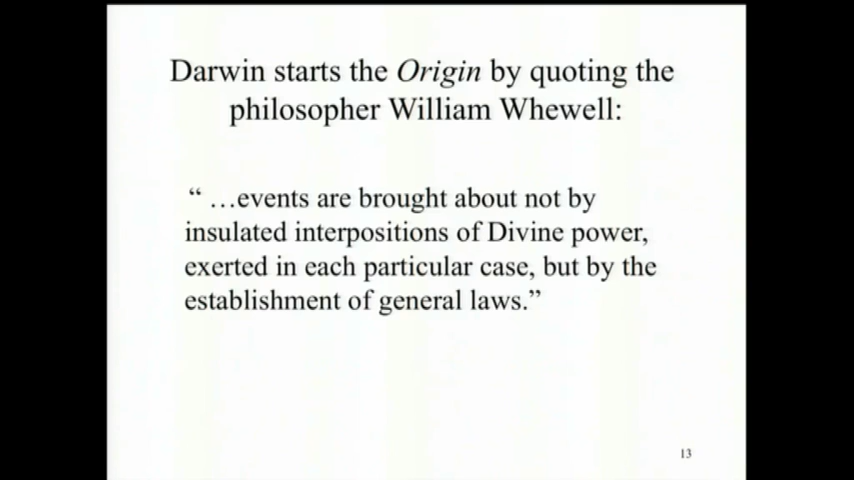 Darwin starts the Origin by quoting the
philosopher William Whewell:
“ …events are brought about not by
insulated interpositions of Divine power,
exerted in each particular case, but by the
establishment of general laws.”
13